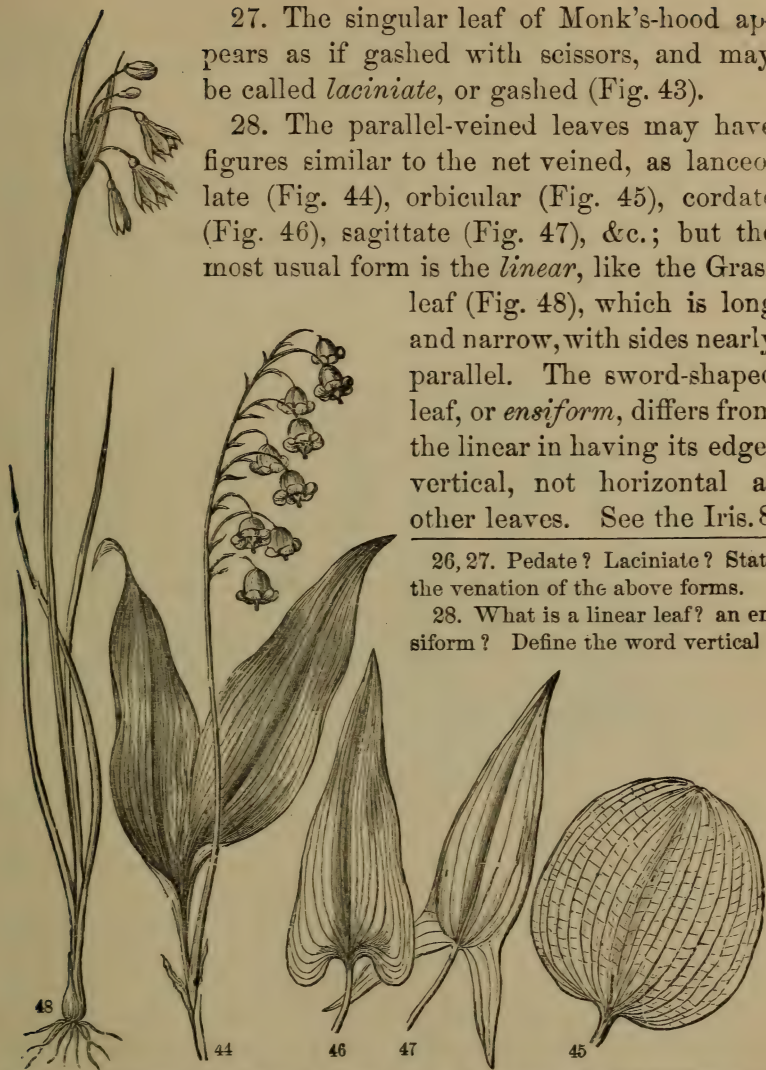 27. The singular leaf of Monk's-hood ap-
pears as if gashed with scissors, and may
be called laciniate, or gashed (Fig. 43).
28. The parallel-veined leaves may have
figures similar to the net veined, as lanceo
late (Fig. 44), orbicular (Fig. 45), cordat
(Fig. 46), sagittate (Fig. 47), &c.; but th
most usual form is the linear, like the Gras
leaf (Fig. 48), which is long
and narrow, with sides nearly
parallel. The sword-shaped
leaf, or ensiform, differs from
the linear in having its edge
vertical, not horizontal a
other leaves. See the Iris.
26, 27. Pedate? Laciniate? Stat
the venation of the above forms.
28. What is a linear leaf? an en
siform? Define the word vertical
48
44
46
47
45